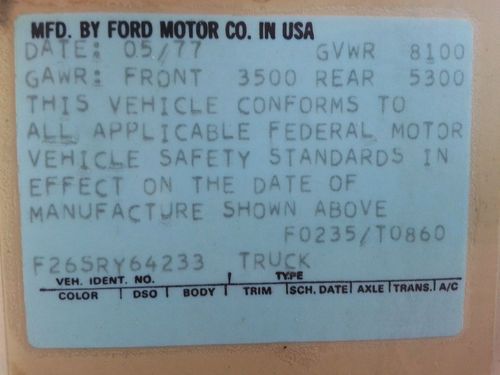 MFD. BY FORD MOTOR CO. IN USA
DATE: 05/77 GVWR 8100
GAWR: FRONT 3500 REAR 5300
THIS VEHICLE CONFORMS TO
ALL APPLICABLE FEDERAL MOTOR
VEHICLE SAFETY STANDARDS IN
EFFECT ON THE DATE OF
MANUFACTURE SHOWN ABOVE
F0235/T0860
F26SRY64233 TRUCK
VEH. IDENT. NO. TYPE
COLOR DSO BODY TRIM SCH. DATE AXLE TRANS. A/C